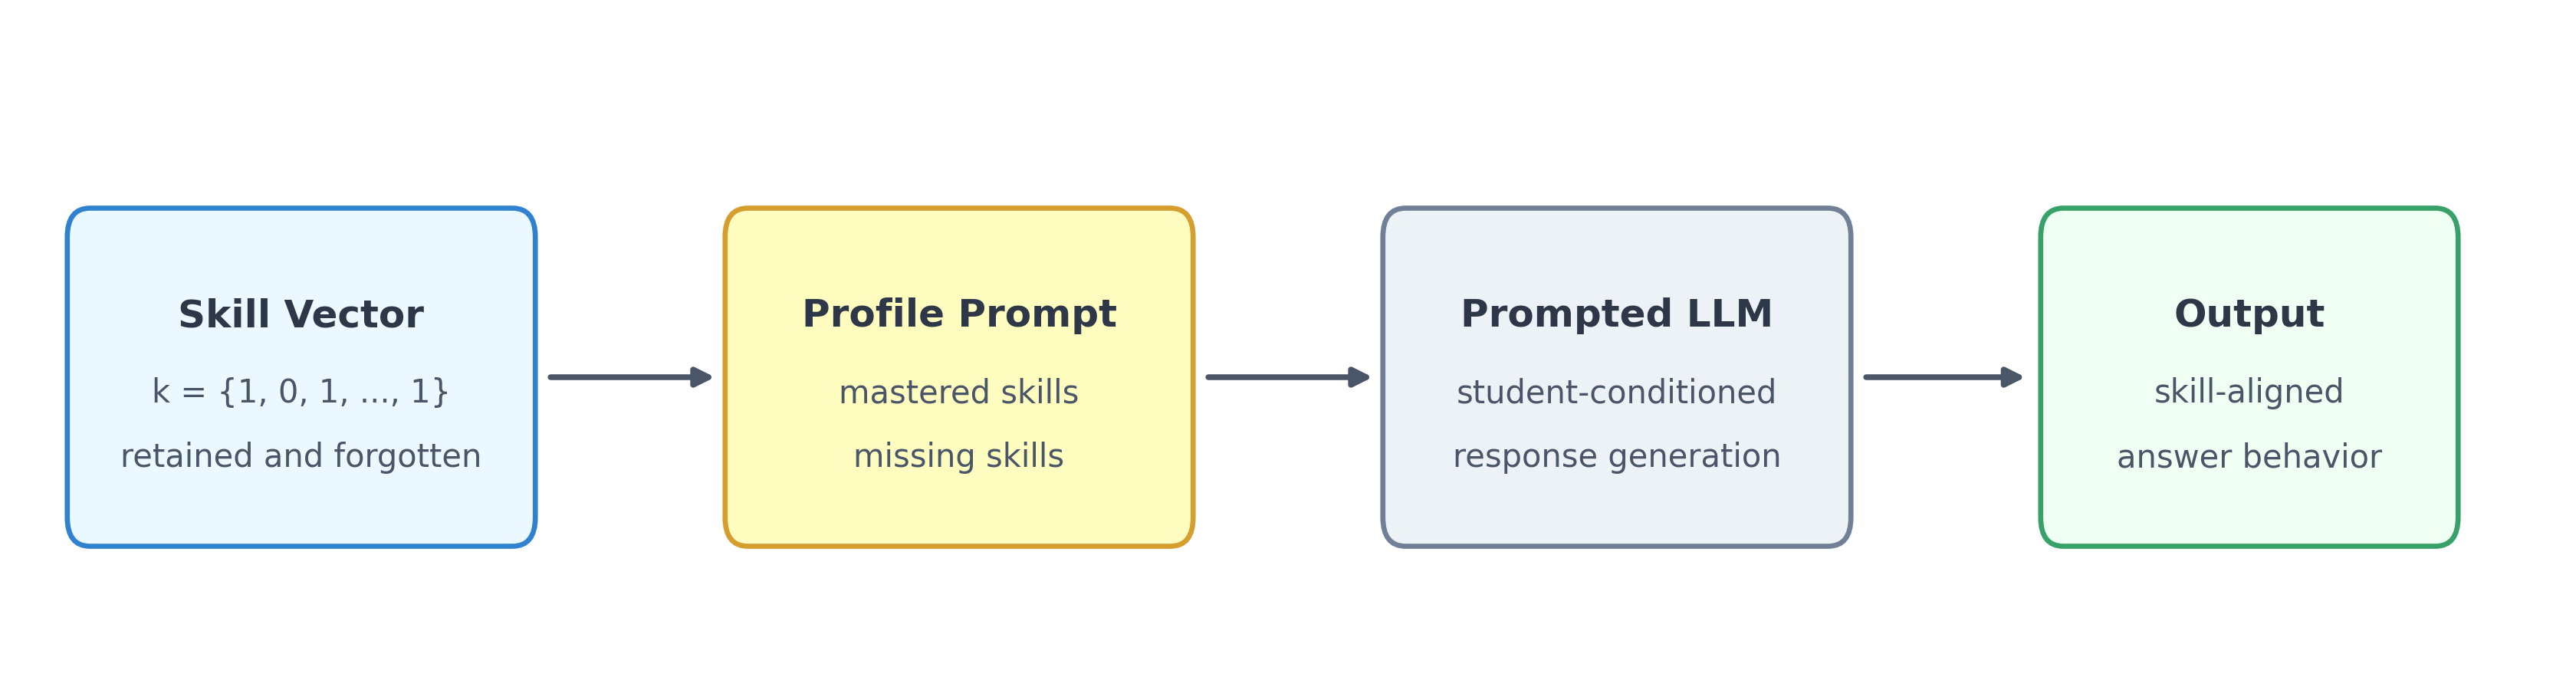 Skill Vector
k = {1, 0, 1, ..., 1}
retained and forgotten
Profile Prompt
mastered skills
missing skills
Prompted LLM
student-conditioned
response generation
Output
skill-aligned
answer behavior